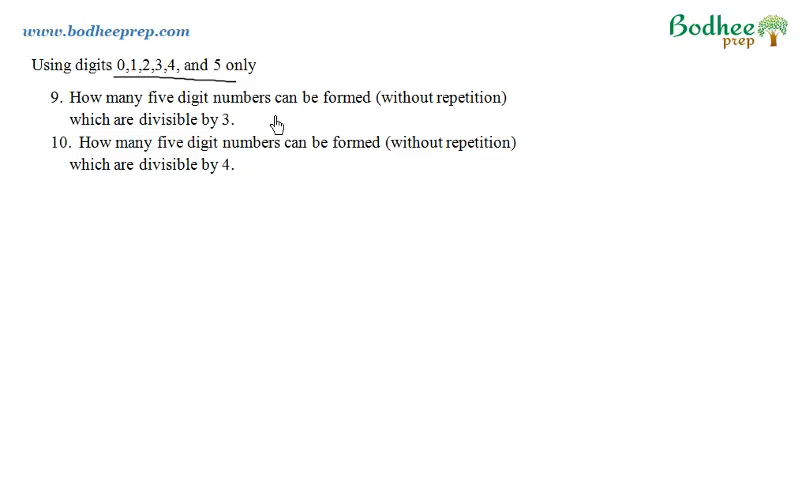 www.bodheeprep.com
Bodhee
prep
Using digits 0,1,2,3,4, and 5 only
9. How many five digit numbers can be formed (without repetition)
which are divisible by 3.
10. How many five digit numbers can be formed (without repetition)
which are divisible by 4.